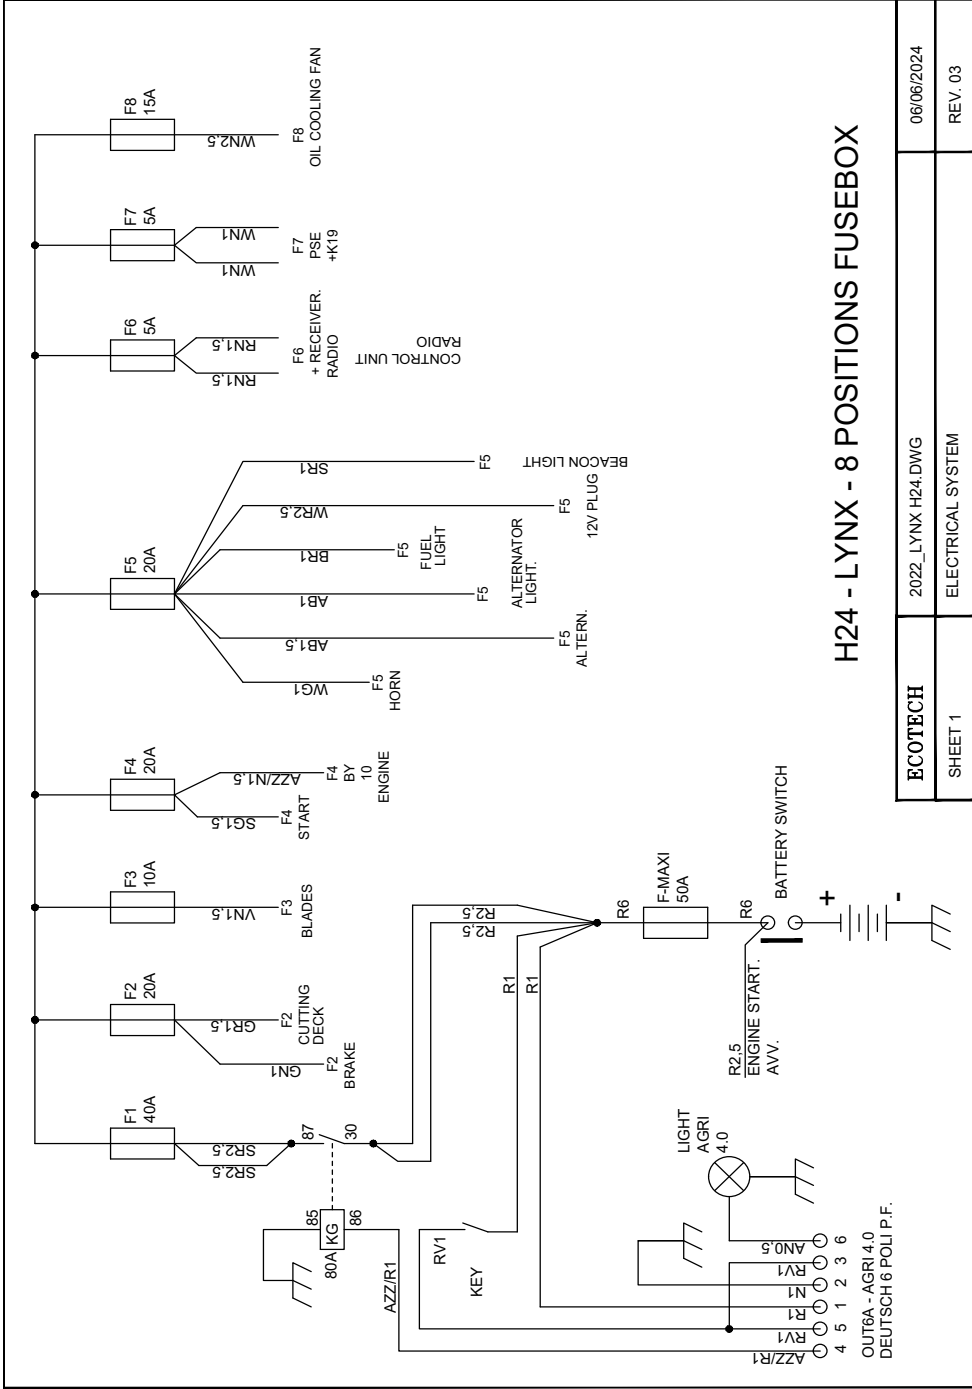 F1
40A
SR2,5
SR2,5
87
30
85
86
KG
80A
AZZ/R1
F2
20A
GR1,5
GN1
F2
CUTTING
DECK
F2
BRAKE
F3
10A
VN1,5
F3
BLADES
F4
20A
SG1,5
AZZ/N1,5
F4
START
F4
BY
10
ENGINE
F5
20A
WG1
AB1,5
AB1
BR1
WR2,5
SR1
F5
HORN
F5
ALTERN.
F5
ALTERNATOR
LIGHT.
F5
FUEL
LIGHT
F5
12V PLUG
F5
BEACON LIGHT
F6
5A
RN1,5
RN1,5
F6
+ RECEIVER.
RADIO
CONTROL UNIT
RADIO
F7
5A
WN1
WN1
F7
PSE
+K19
F8
15A
WN2,5
F8
OIL COOLING FAN
R2,5
R2,5
R1
R1
R6
F-MAXI
50A
R6
BATTERY SWITCH
R2,5
ENGINE START.
AVV.
+
-
RV1
KEY
LIGHT
AGRI
4.0
AZZ/R1
RV1
R1
N1
RV1
AN0,5
4
5
1
2
3
6
OUT6A - AGRI 4.0
DEUTSCH 6 POLI P.F.
H24 - LYNX - 8 POSITIONS FUSEBOX
ECOTECH
2022_LYNX H24.DWG
06/06/2024
SHEET 1
ELECTRICAL SYSTEM
REV. 03